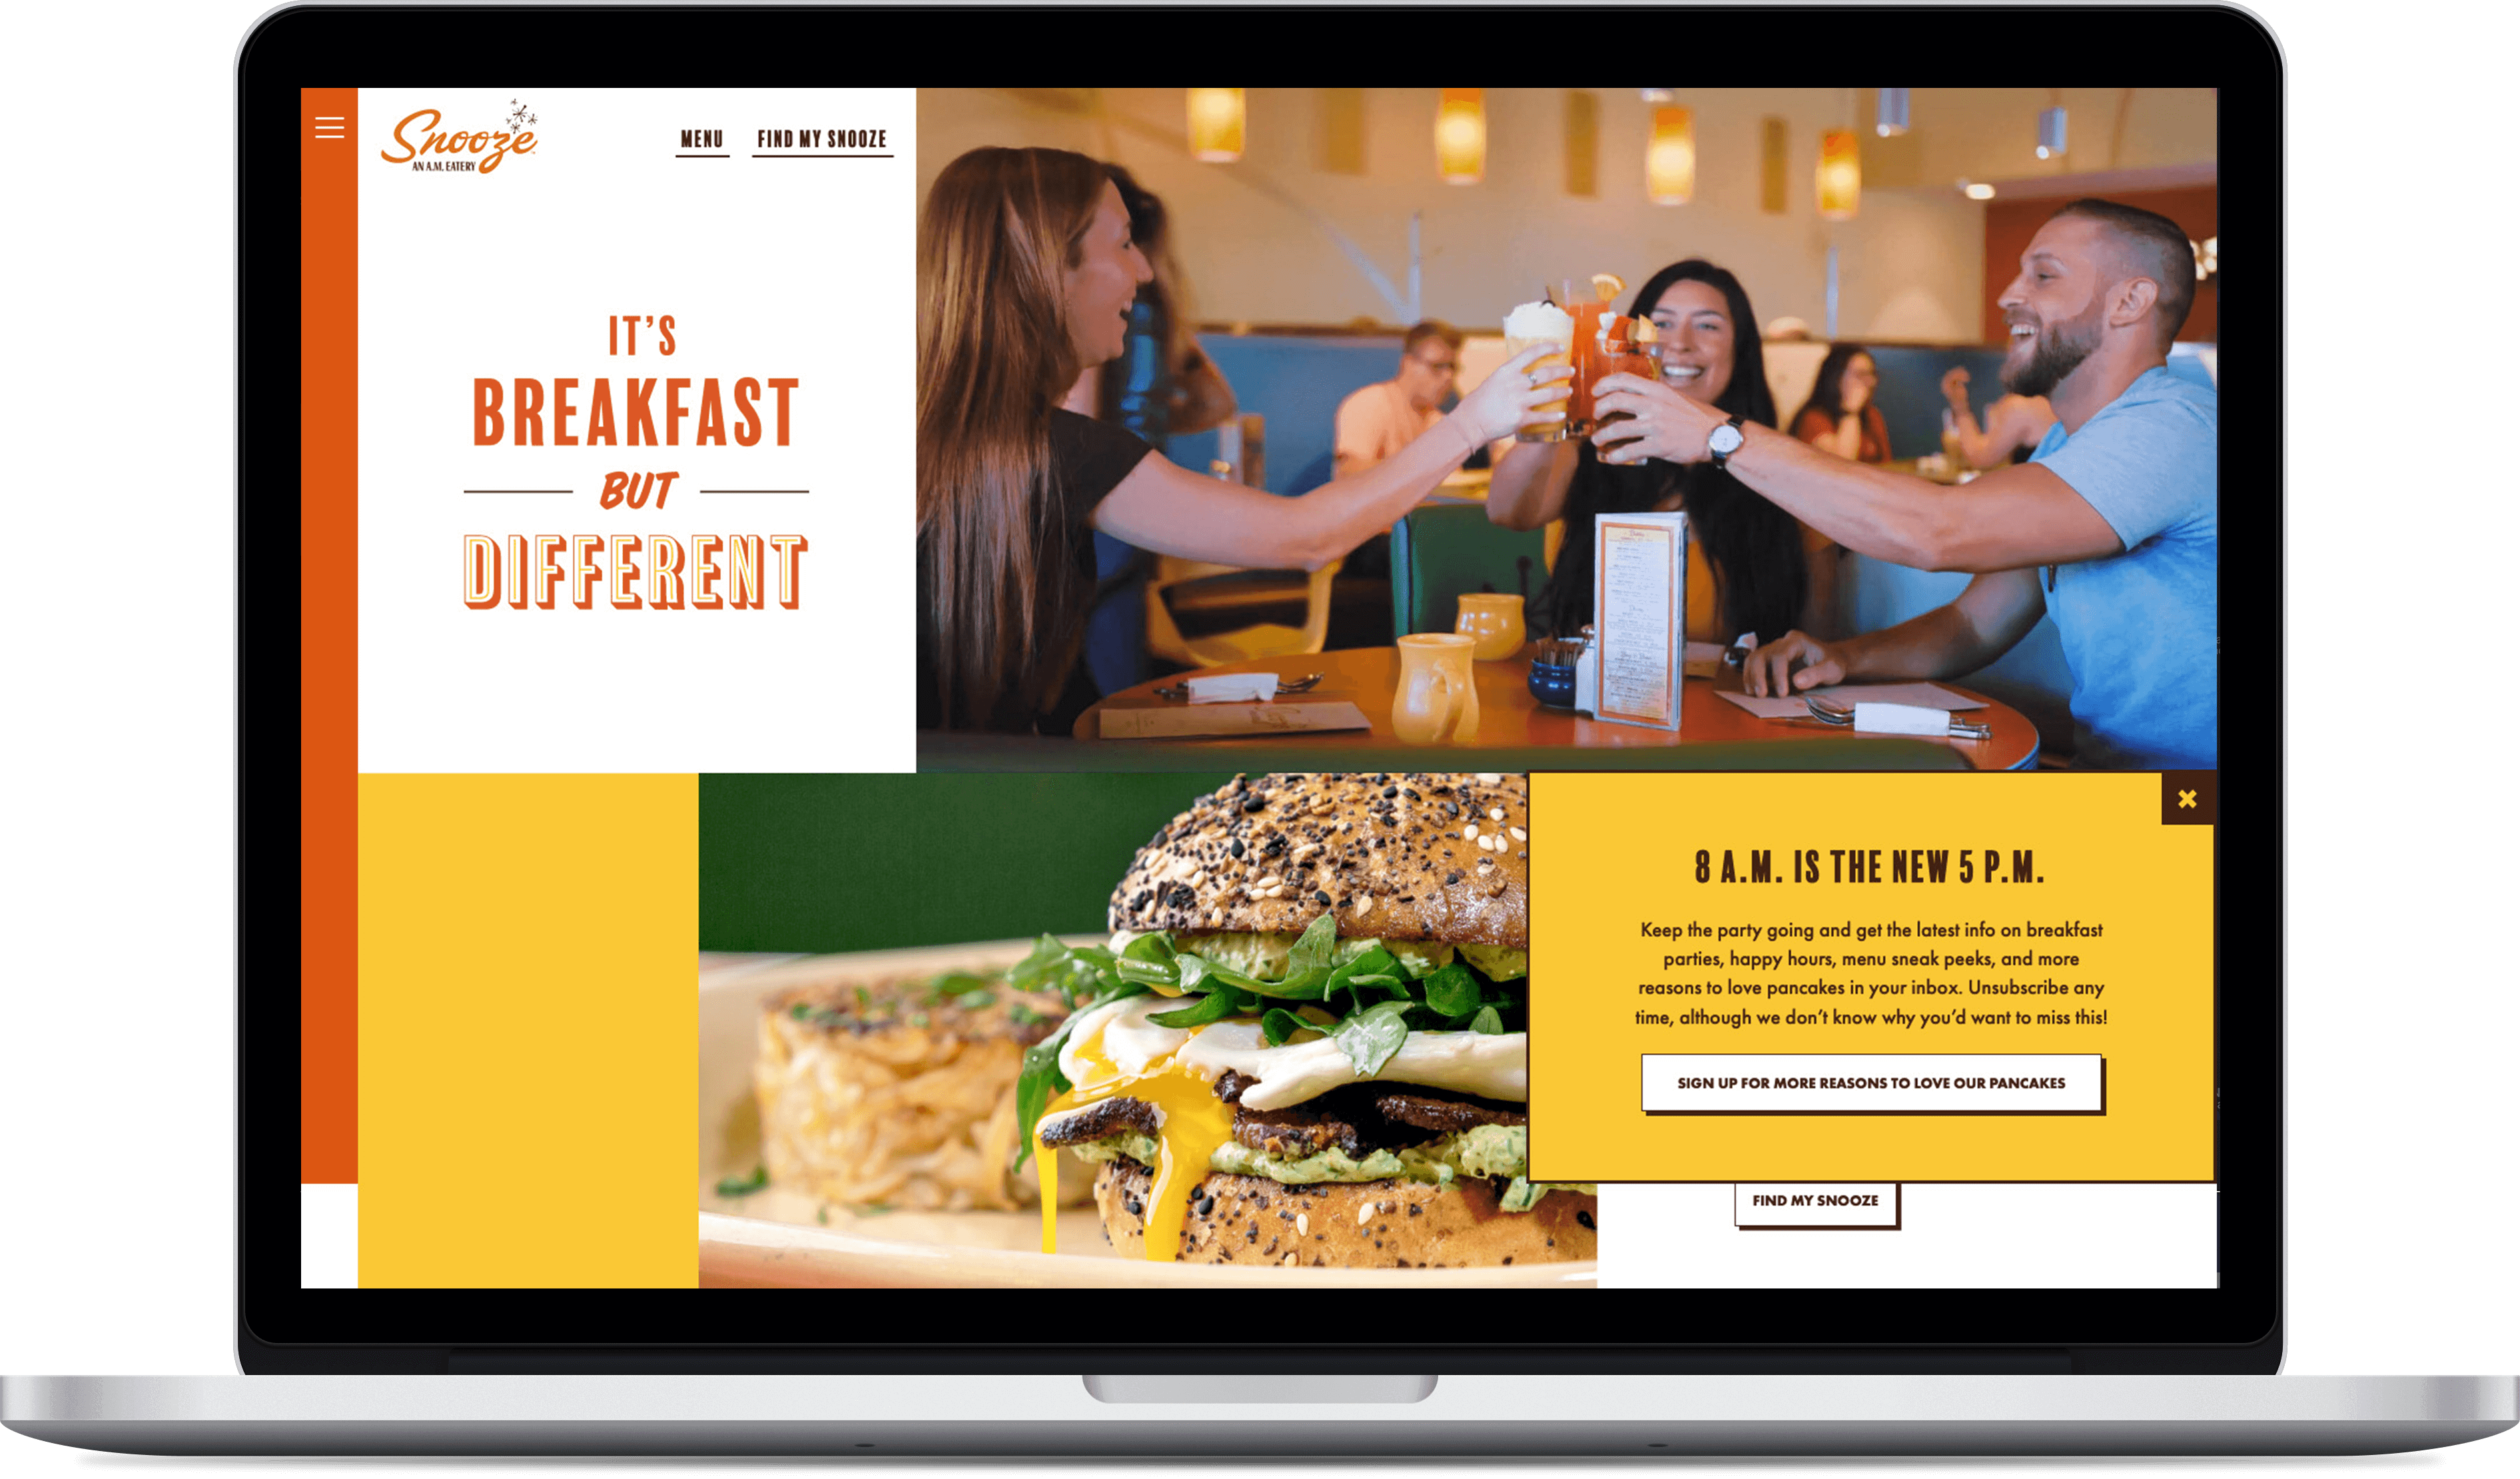 Snooze
AN A.M. EATERY
MENU
FIND MY SNOOZE
IT'S
BREAKFAST
BUT
DIFFERENT
8 A.M. IS THE NEW 5 P.M.
Keep the party going and get the latest info on breakfast
parties, happy hours, menu sneak peeks, and more
reasons to love pancakes in your inbox. Unsubscribe any
time, although we don't know why you'd want to miss this!
SIGN UP FOR MORE REASONS TO LOVE OUR PANCAKES
FIND MY SNOOZE